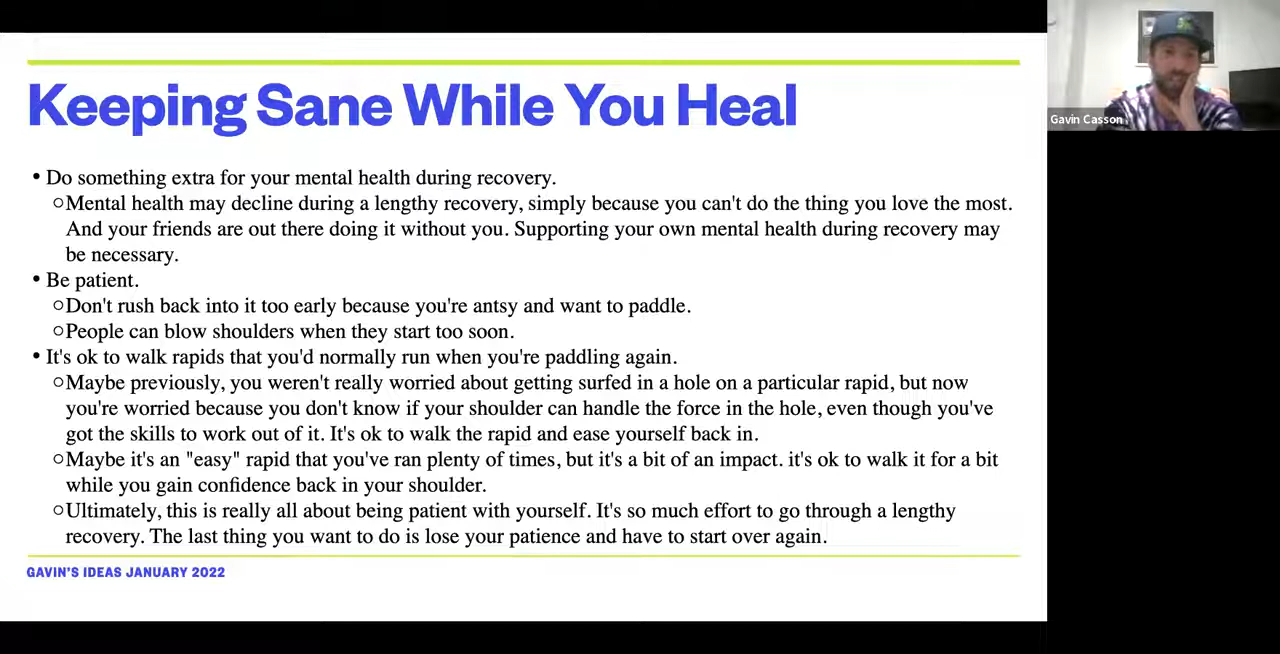 Keeping Sane While You Heal
• Do something extra for your mental health during recovery.
○Mental health may decline during a lengthy recovery, simply because you can't do the thing you love the most.
And your friends are out there doing it without you. Supporting your own mental health during recovery may
be necessary.
• Be patient.
○Don't rush back into it too early because you're antsy and want to paddle.
○People can blow shoulders when they start too soon.
• It's ok to walk rapids that you'd normally run when you're paddling again.
○Maybe previously, you weren't really worried about getting surfed in a hole on a particular rapid, but now
you're worried because you don't know if your shoulder can handle the force in the hole, even though you've
got the skills to work out of it. It's ok to walk the rapid and ease yourself back in.
○Maybe it's an "easy" rapid that you've ran plenty of times, but it's a bit of an impact. it's ok to walk it for a bit
while you gain confidence back in your shoulder.
○Ultimately, this is really all about being patient with yourself. It's so much effort to go through a lengthy
recovery. The last thing you want to do is lose your patience and have to start over again.
GAVIN'S IDEAS JANUARY 2022
Gavin Casson